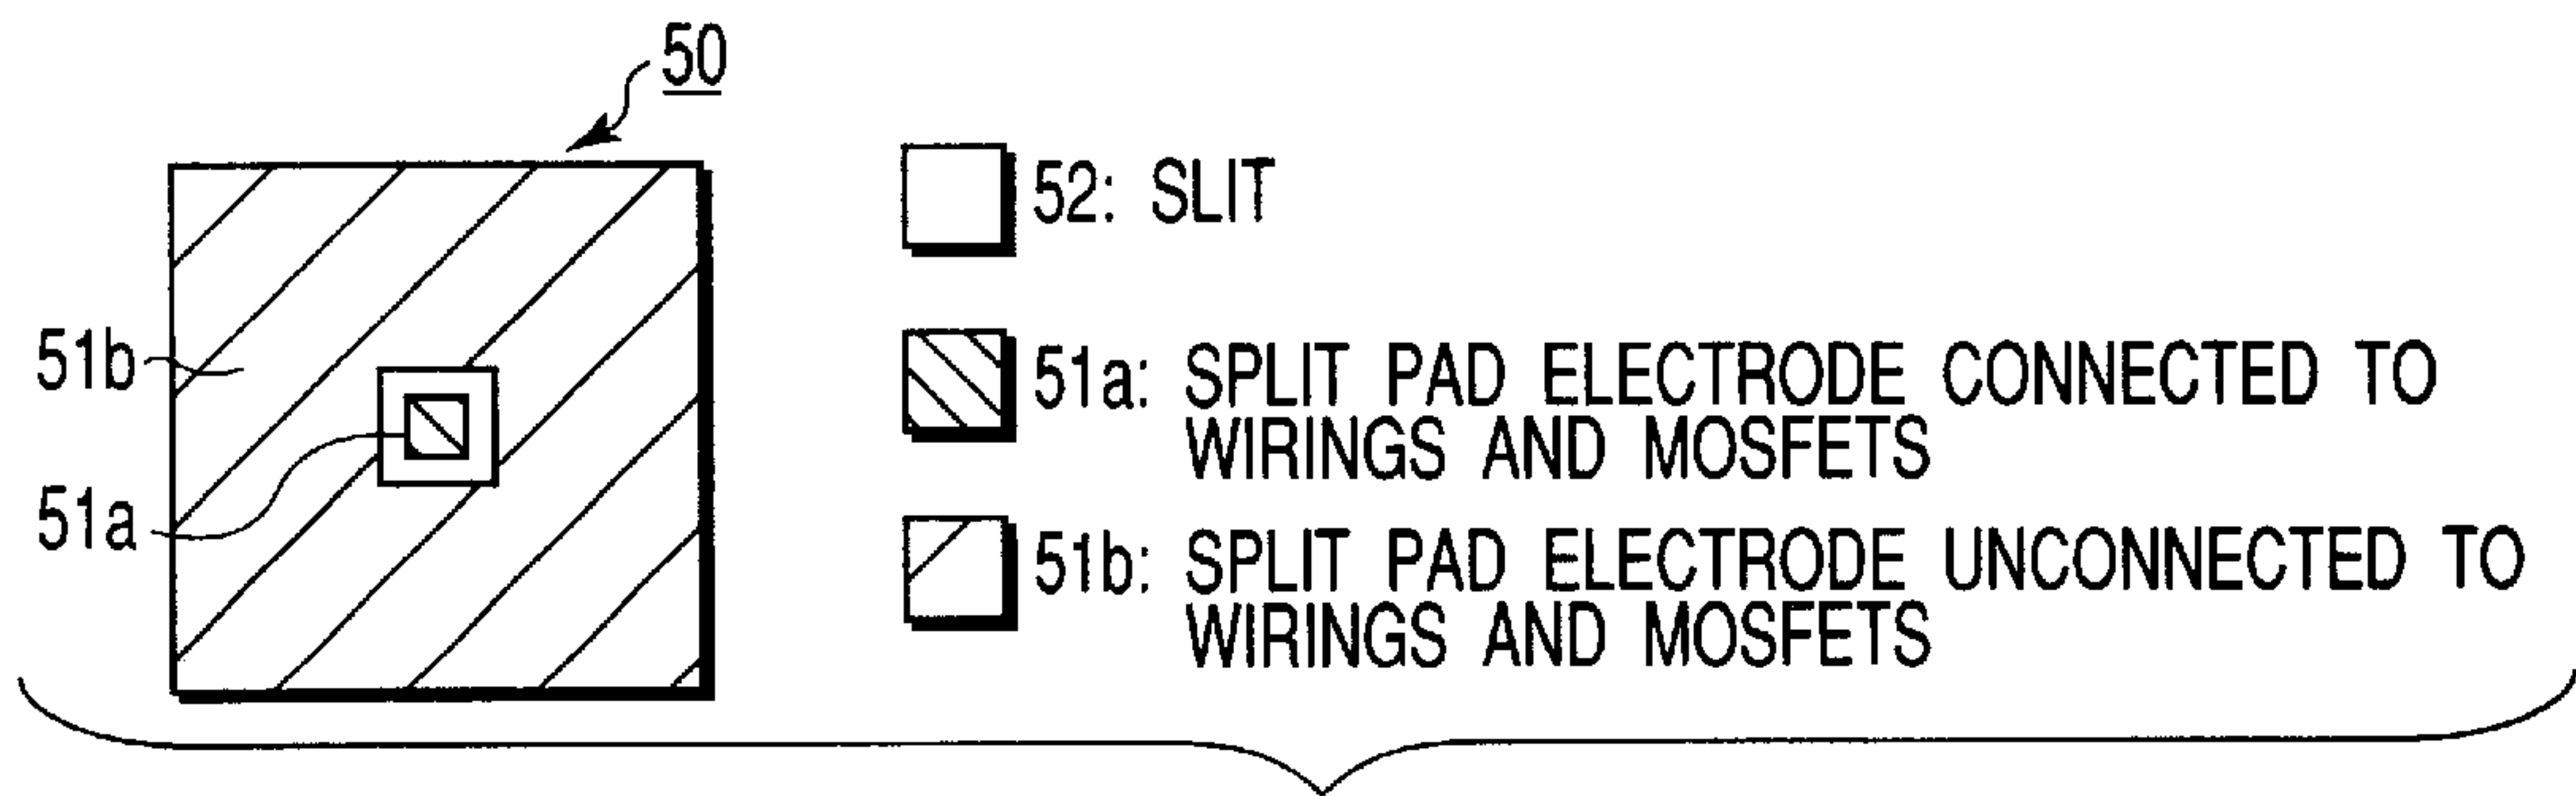 50
51b
51a
52: SLIT
51a: SPLIT PAD ELECTRODE CONNECTED TO
WIRINGS AND MOSFETS
51b: SPLIT PAD ELECTRODE UNCONNECTED TO
WIRINGS AND MOSFETS